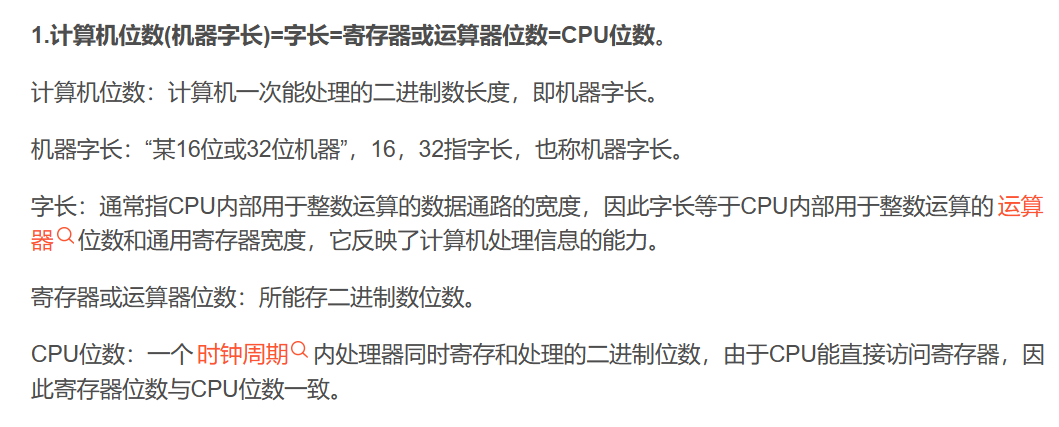 1.计算机位数(机器字长)=字长=寄存器或运算器位数=CPU位数。
计算机位数：计算机一次能处理的二进制数长度，即机器字长。
机器字长：“某16位或32位机器”，16，32指字长，也称机器字长。
字长：通常指CPU内部用于整数运算的数据通路的宽度，因此字长等于CPU内部用于整数运算的运算
器位数和通用寄存器宽度，它反映了计算机处理信息的能力。
寄存器或运算器位数：所能存二进制数位数。
CPU位数：一个时钟周期内处理器同时寄存和处理的二进制位数，由于CPU能直接访问寄存器，因
此寄存器位数与CPU位数一致。